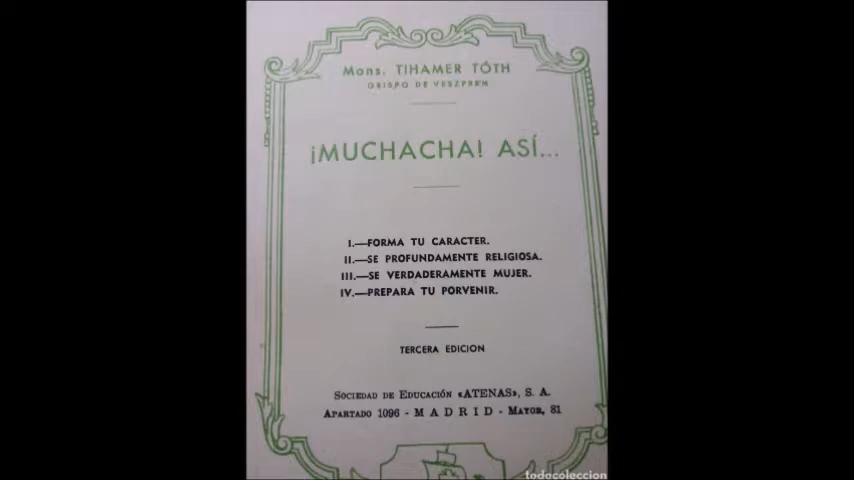 Mons. TIHAMER TÓTH
OBISPO DE VESZPREM
¡MUCHACHA! ASÍ...
I.—FORMA TU CARACTER.
II.—SE PROFUNDAMENTE RELIGIOSA.
III.—SE VERDADERAMENTE MUJER.
IV.—PREPARA TU PORVENIR.
TERCERA EDICION
SOCIEDAD DE EDUCACIÓN «ATENAS», S. A.
APARTADO 1096 - MADRID - MAYOR, 81
todocoleccion